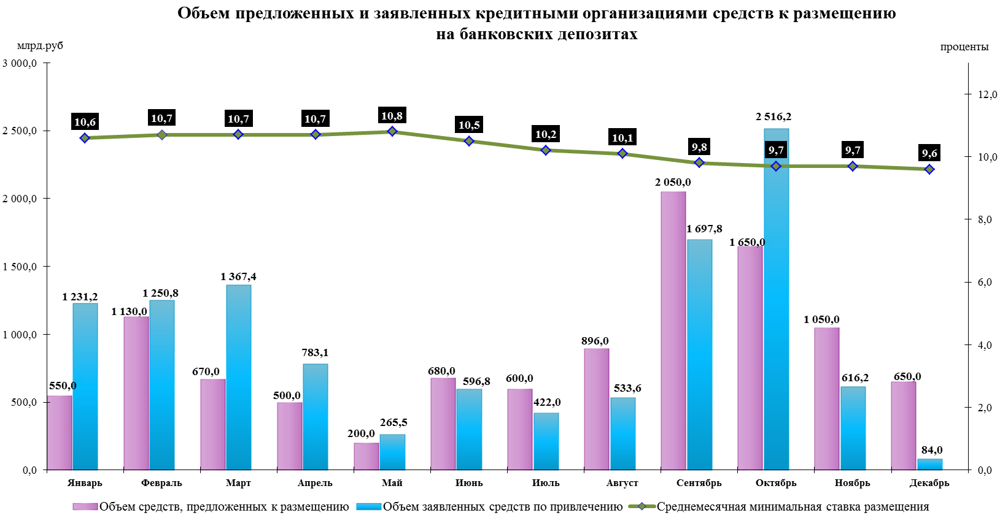 Объем предложенных и заявленных кредитными организациями средств к размещению
на банковских депозитах
млрд.руб
проценты
3 000,0
2 500,0
2 000,0
1 500,0
1 000,0
500,0
0,0
12,0
10,0
8,0
6,0
4,0
2,0
0,0
10,6
10,7
10,7
10,7
10,8
10,5
10,2
10,1
9,8
9,7
9,7
9,6
550,0
1 231,2
1 130,0
1 250,8
670,0
1 367,4
500,0
783,1
200,0
265,5
680,0
596,8
600,0
422,0
896,0
533,6
2 050,0
1 697,8
1 650,0
2 516,2
1 050,0
616,2
650,0
84,0
Январь
Февраль
Март
Апрель
Май
Июнь
Июль
Август
Сентябрь
Октябрь
Ноябрь
Декабрь
Объем средств, предложенных к размещению
Объем заявленных средств по привлечению
Среднемесячная минимальная ставка размещения